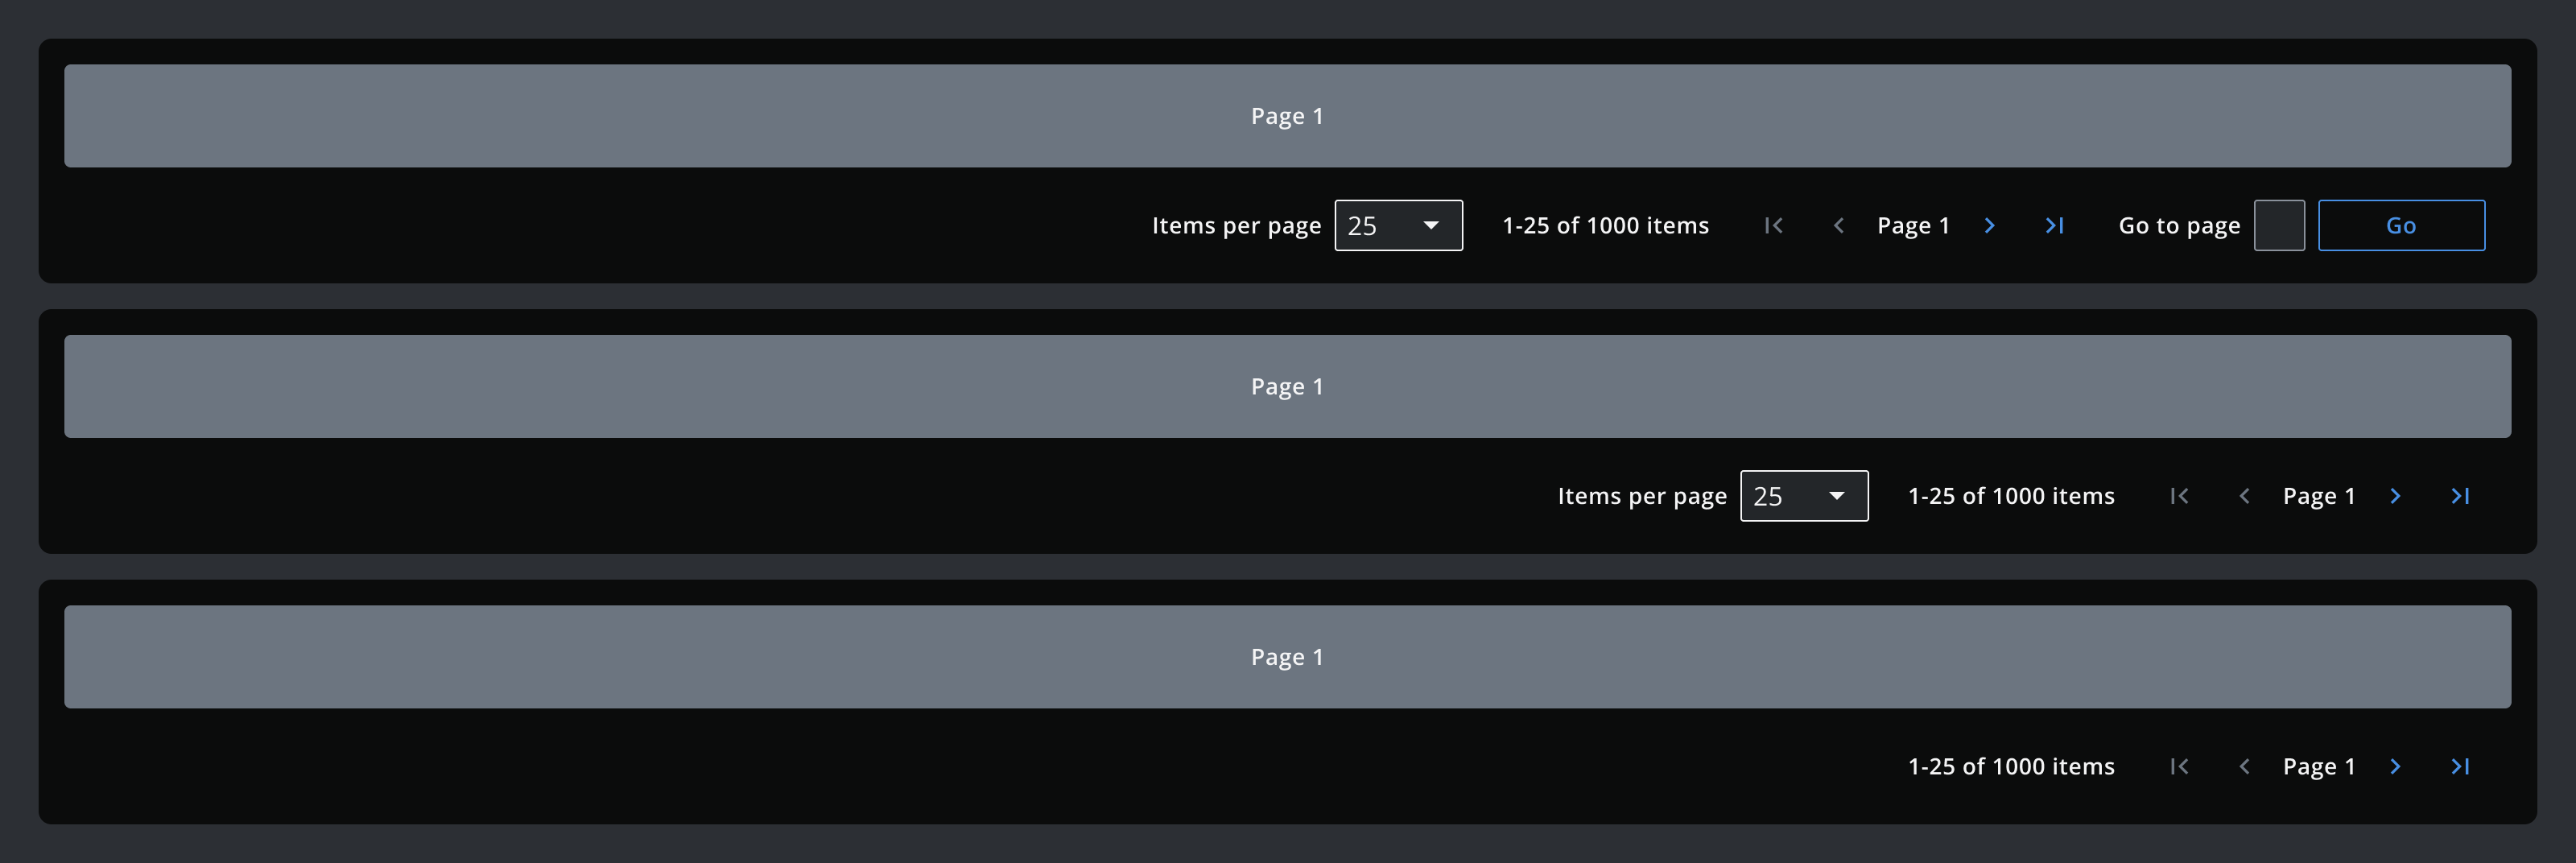 Page 1
Items per page 25 1-25 of 1000 items Page 1 Go to page Go
Page 1
Items per page 25 1-25 of 1000 items Page 1
Page 1
1-25 of 1000 items Page 1